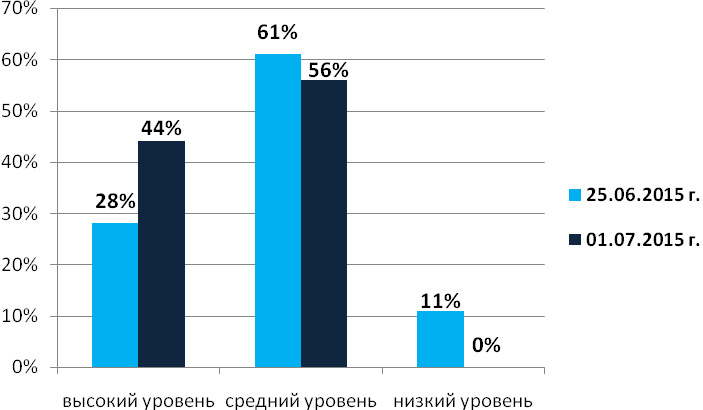 70%
60%
50%
40%
30%
20%
10%
0%
28%
44%
61%
56%
11%
0%
высокий уровень
средний уровень
низкий уровень
25.06.2015 г.
01.07.2015 г.